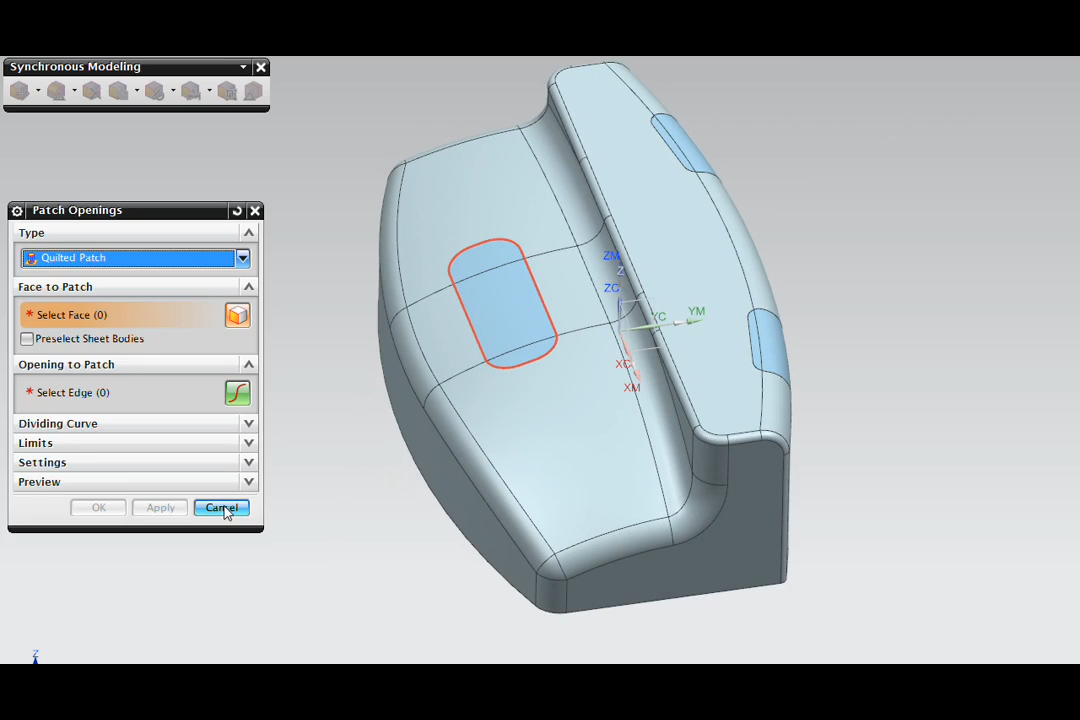 Synchronous Modeling
Patch Openings
Type
Quilted Patch
Face to Patch
* Select Face (0)
Preselect Sheet Bodies
Opening to Patch
* Select Edge (0)
Dividing Curve
Limits
Settings
Preview
OK Apply Cancel
ZM
Z
ZC
YC
YM
XC
XM
Z